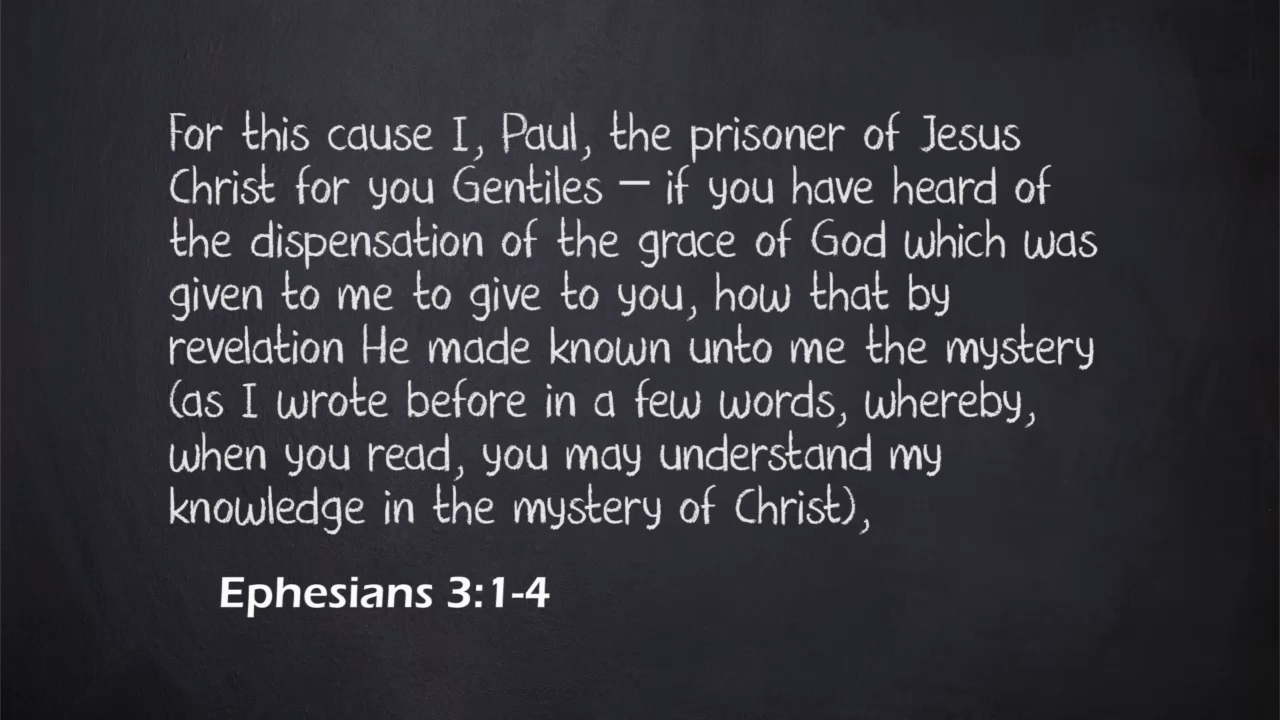 For this cause I, Paul, the prisoner of Jesus
Christ for you Gentiles – if you have heard of
the dispensation of the grace of God which was
given to me to give to you, how that by
revelation He made known unto me the mystery
(as I wrote before in a few words, whereby,
when you read, you may understand my
knowledge in the mystery of Christ),
Ephesians 3:1-4